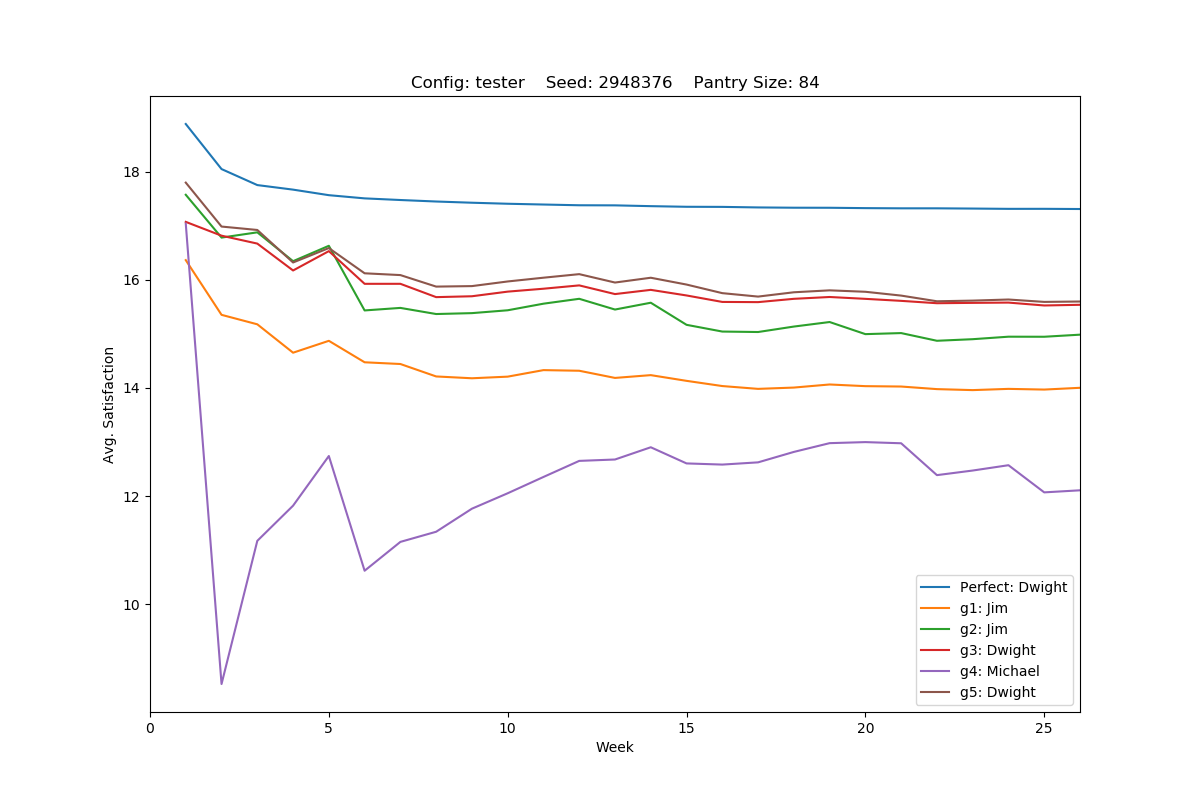 Config: tester    Seed: 2948376    Pantry Size: 84
Avg. Satisfaction
18
16
14
12
10
0 5 10 15 20 25
Week
Perfect: Dwight
g1: Jim
g2: Jim
g3: Dwight
g4: Michael
g5: Dwight